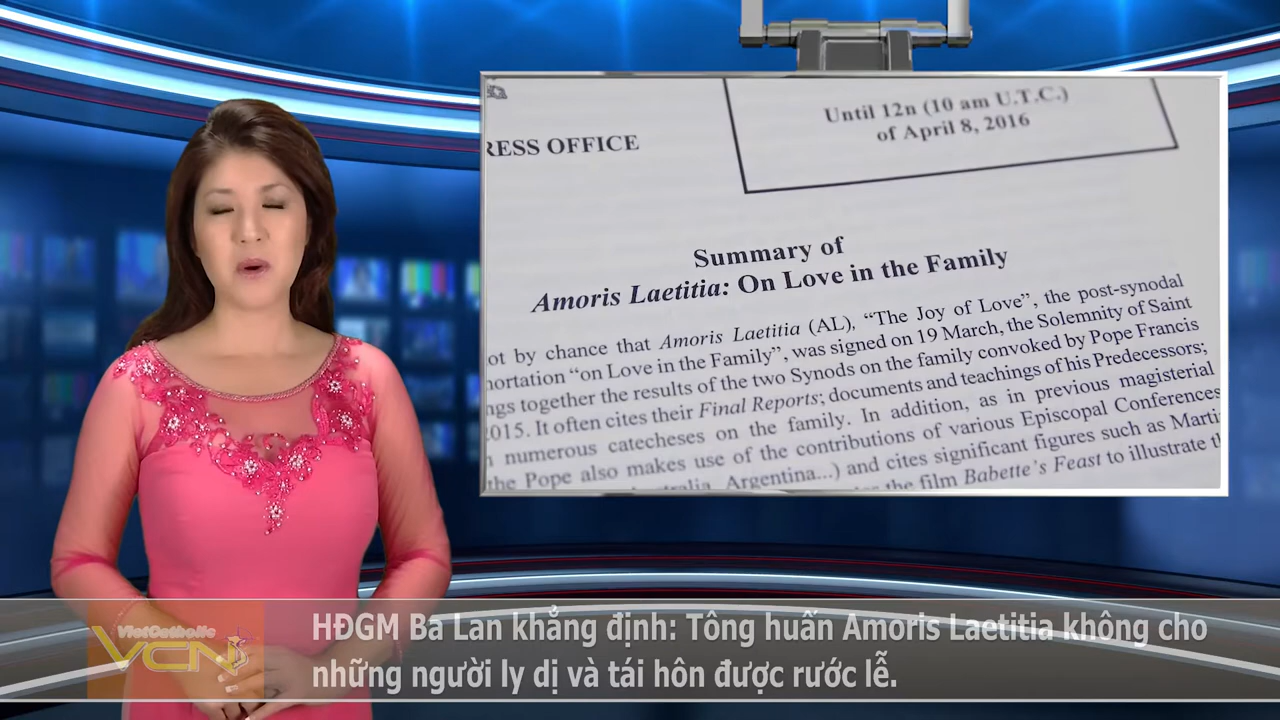 Until 12n (10 am U.T.C.)
of April 8, 2016
RESS OFFICE
Summary of
Amoris Laetitia: On Love in the Family
ot by chance that Amoris Laetitia (AL), “The Joy of Love”, the post-synodal
hortation “on Love in the Family”, was signed on 19 March, the Solemnity of Saint
ngs together the results of the two Synods on the family convoked by Pope Francis
015. It often cites their Final Reports; documents and teachings of his Predecessors;
numerous catecheses on the family. In addition, as in previous magisterial
the Pope also makes use of the contributions of various Episcopal Conferences
Argentina...) and cites significant figures such as Marti
the film Babette’s Feast to illustrate
HĐGM Ba Lan khẳng định: Tông huấn Amoris Laetitia không cho
những người ly dị và tái hôn được rước lễ.
VietCatholic
VCN